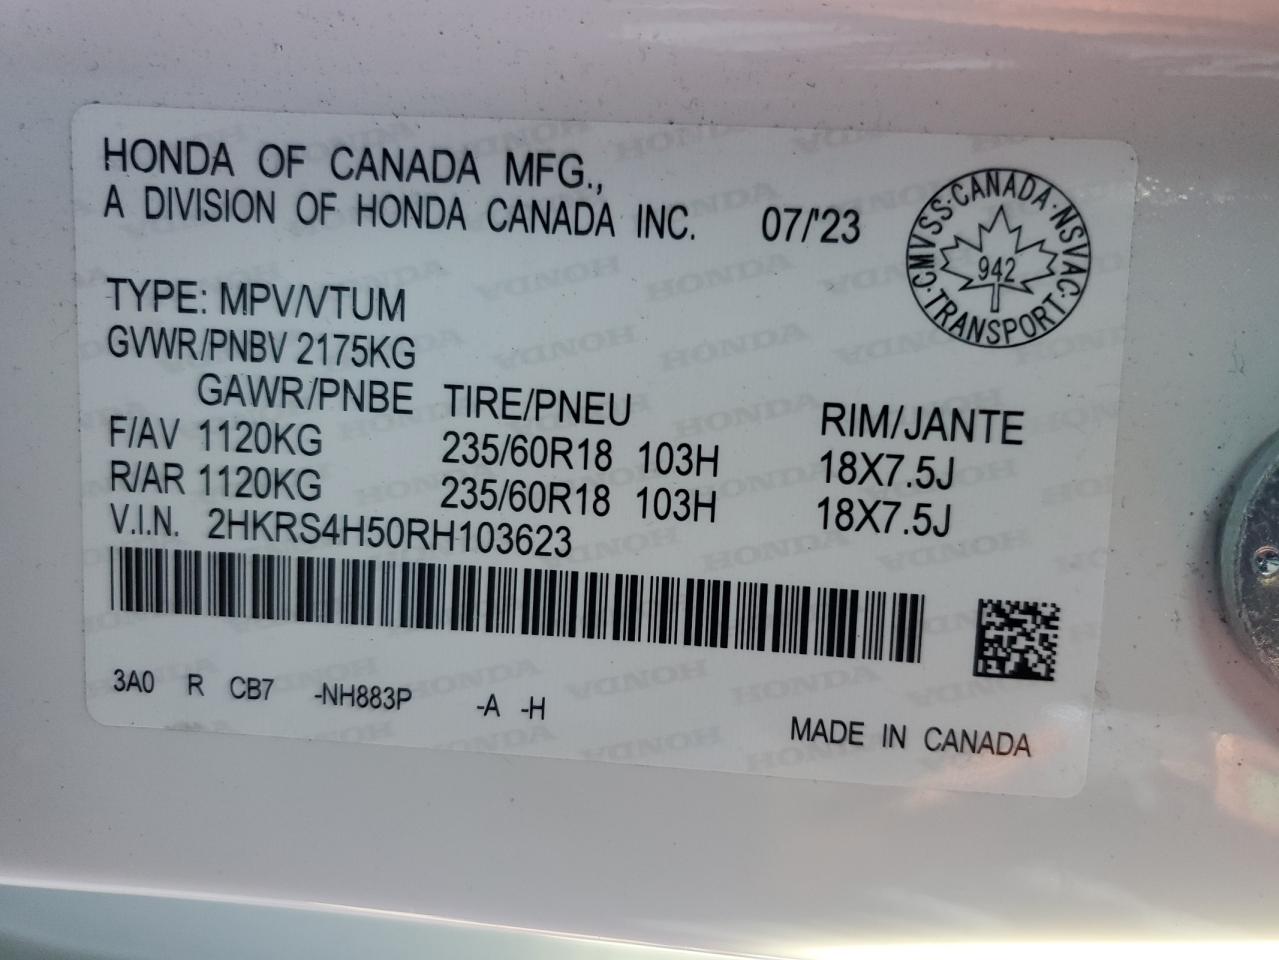 HONDA OF CANADA MFG.,
A DIVISION OF HONDA CANADA INC. 07/'23
CMVSS·CANADA·NSVAC·TRANSPORT·
942
TYPE: MPV/VTUM
GVWR/PNBV 2175KG
GAWR/PNBE TIRE/PNEU RIM/JANTE
F/AV 1120KG 235/60R18 103H 18X7.5J
R/AR 1120KG 235/60R18 103H 18X7.5J
V.I.N. 2HKRS4H50RH103623
3A0 R CB7 -NH883P -A -H
MADE IN CANADA